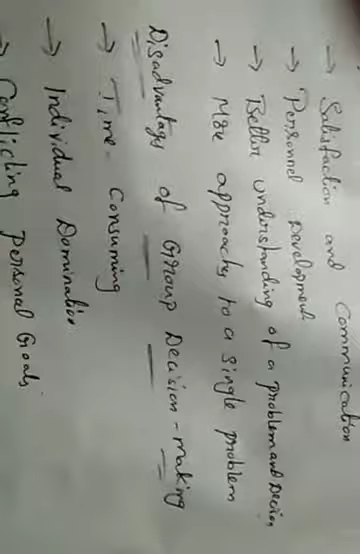 → Satisfaction and Communication
→ Personnel Development
→ Better understanding of a problem and Decision
→ More approachs to a single problem
Disadvantages of Group Decision-making
→ Time-Consuming
→ Individual Domination
→ Conflicting Personal Goals